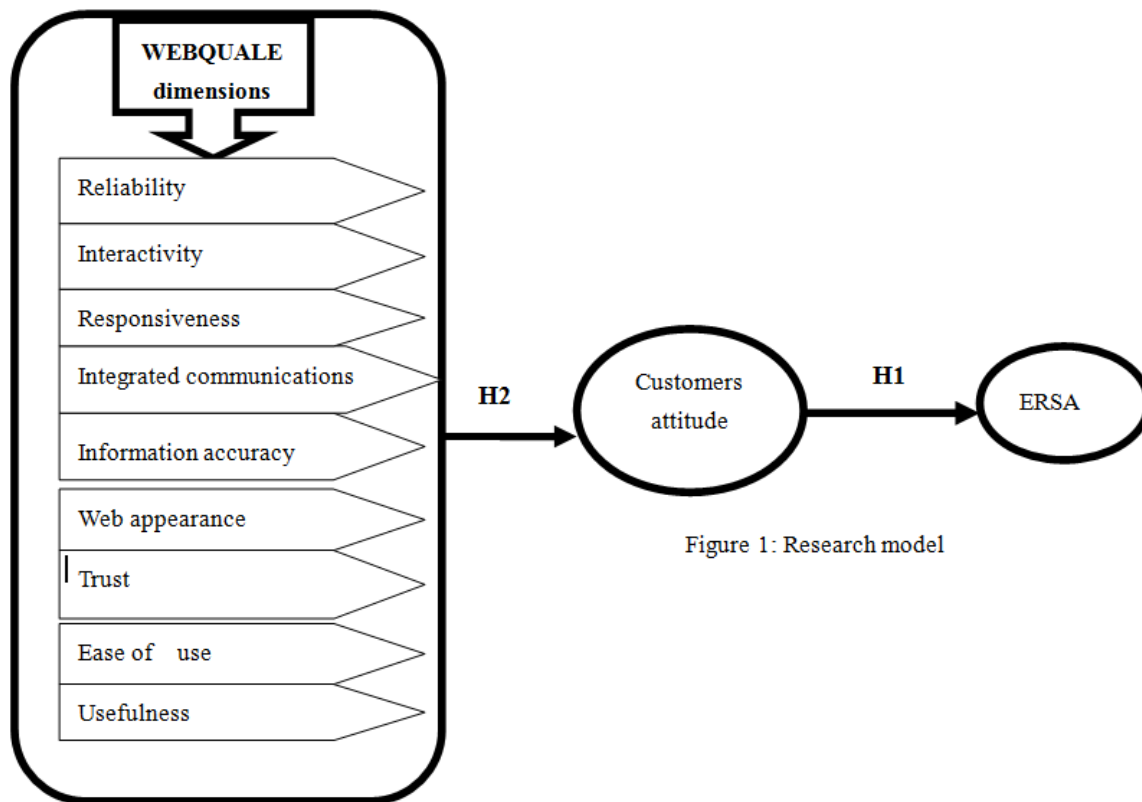 WEBQUALE
dimensions
Reliability
Interactivity
Responsiveness
Integrated communications
Information accuracy
Web appearance
Trust
Ease of use
Usefulness
H2
Customers
attitude
H1
ERSA
Figure 1: Research model